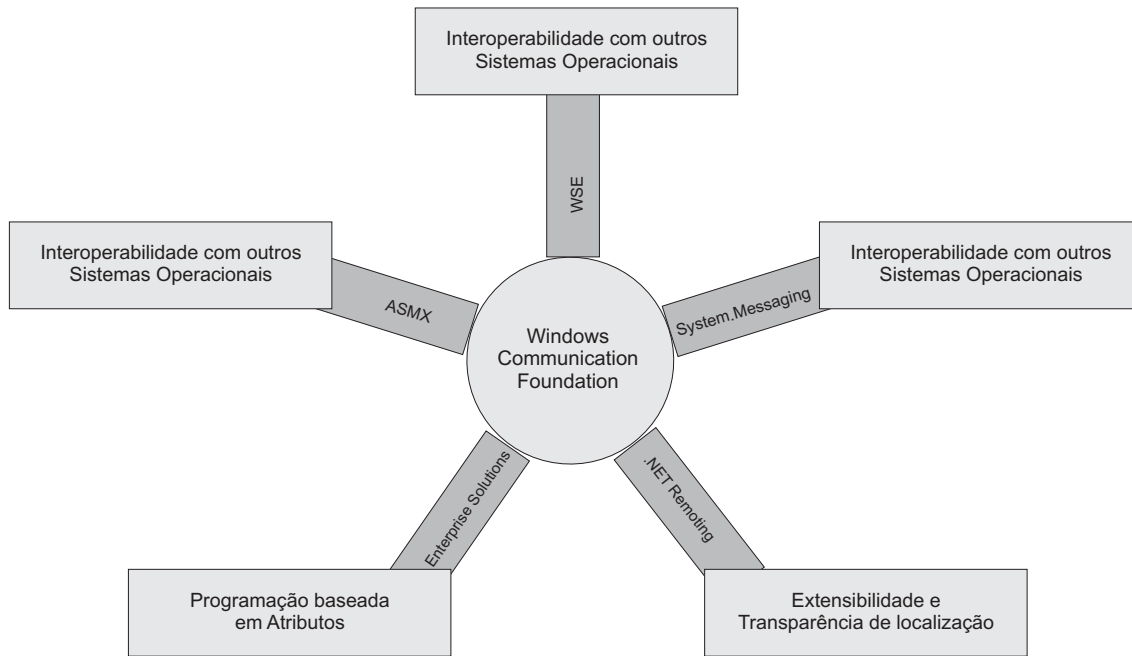 Interoperabilidade com outros
Sistemas Operacionais
WSE
Interoperabilidade com outros
Sistemas Operacionais
ASMX
Interoperabilidade com outros
Sistemas Operacionais
System.Messaging
Windows
Communication
Foundation
Enterprise Solutions
.NET Remoting
Programação baseada
em Atributos
Extensibilidade e
Transparência de localização